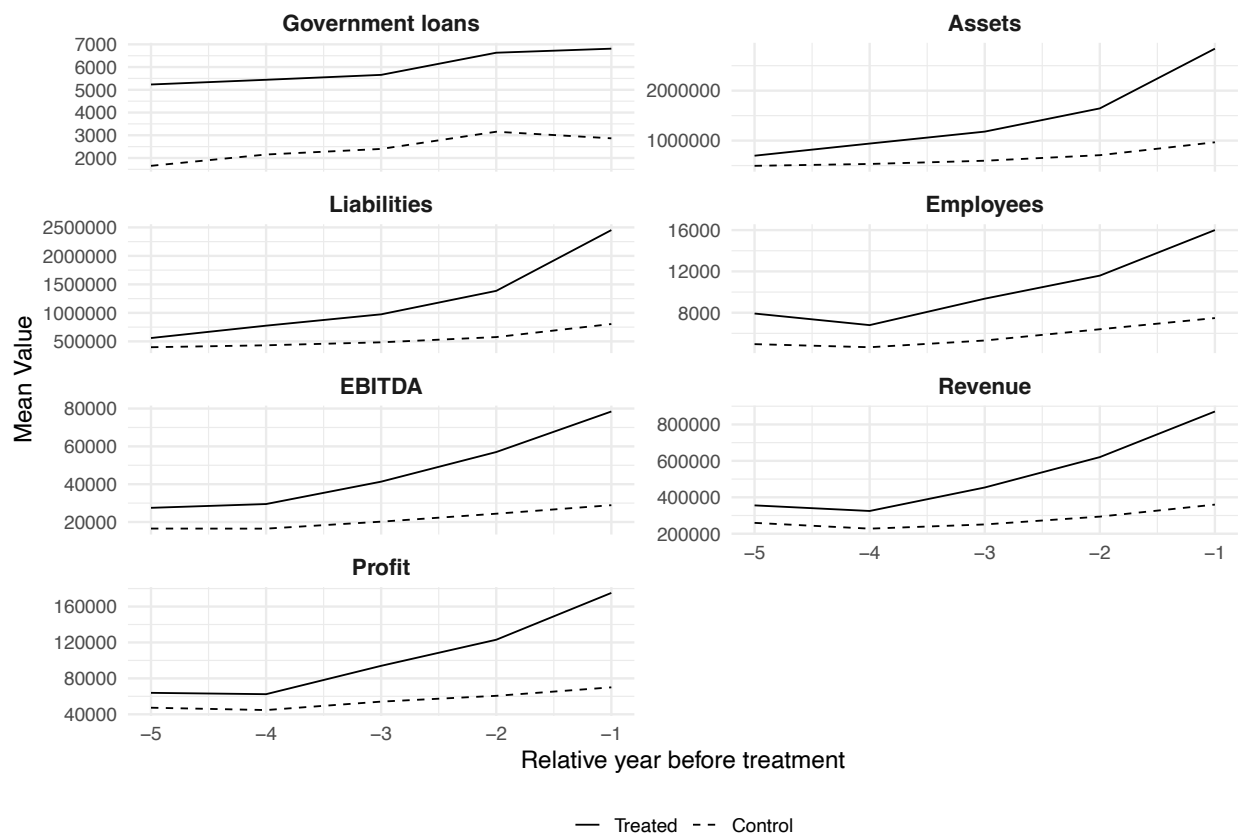 Government loans
7000
6000
5000
4000
3000
2000
Assets
2000000
1000000
Liabilities
2500000
2000000
1500000
1000000
500000
Employees
16000
12000
8000
EBITDA
80000
60000
40000
20000
Revenue
800000
600000
400000
200000
−5 −4 −3 −2 −1
Profit
160000
120000
80000
40000
−5 −4 −3 −2 −1
Mean Value
Relative year before treatment
Treated Control